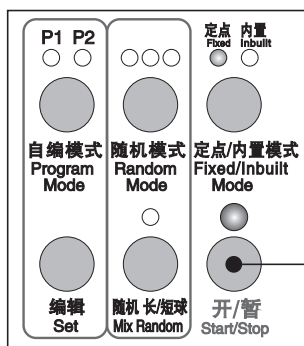 P1 P2
定点 内置
Fixed Inbuilt
自编模式
Program
Mode
随机模式
Random
Mode
定点/内置模式
Fixed/Inbuilt
Mode
编辑
Set
随机 长/短球
Mix Random
开/暂
Start/Stop